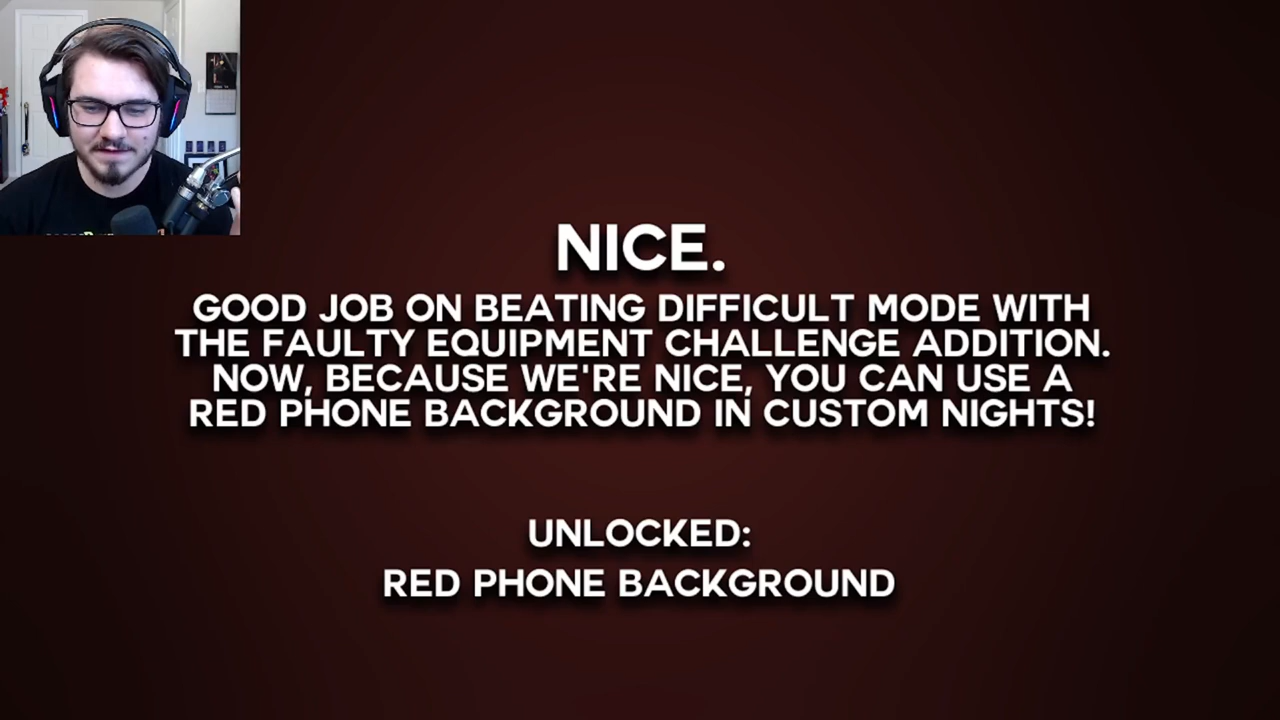 NICE.
GOOD JOB ON BEATING DIFFICULT MODE WITH
THE FAULTY EQUIPMENT CHALLENGE ADDITION.
NOW, BECAUSE WE'RE NICE, YOU CAN USE A
RED PHONE BACKGROUND IN CUSTOM NIGHTS!
UNLOCKED:
RED PHONE BACKGROUND